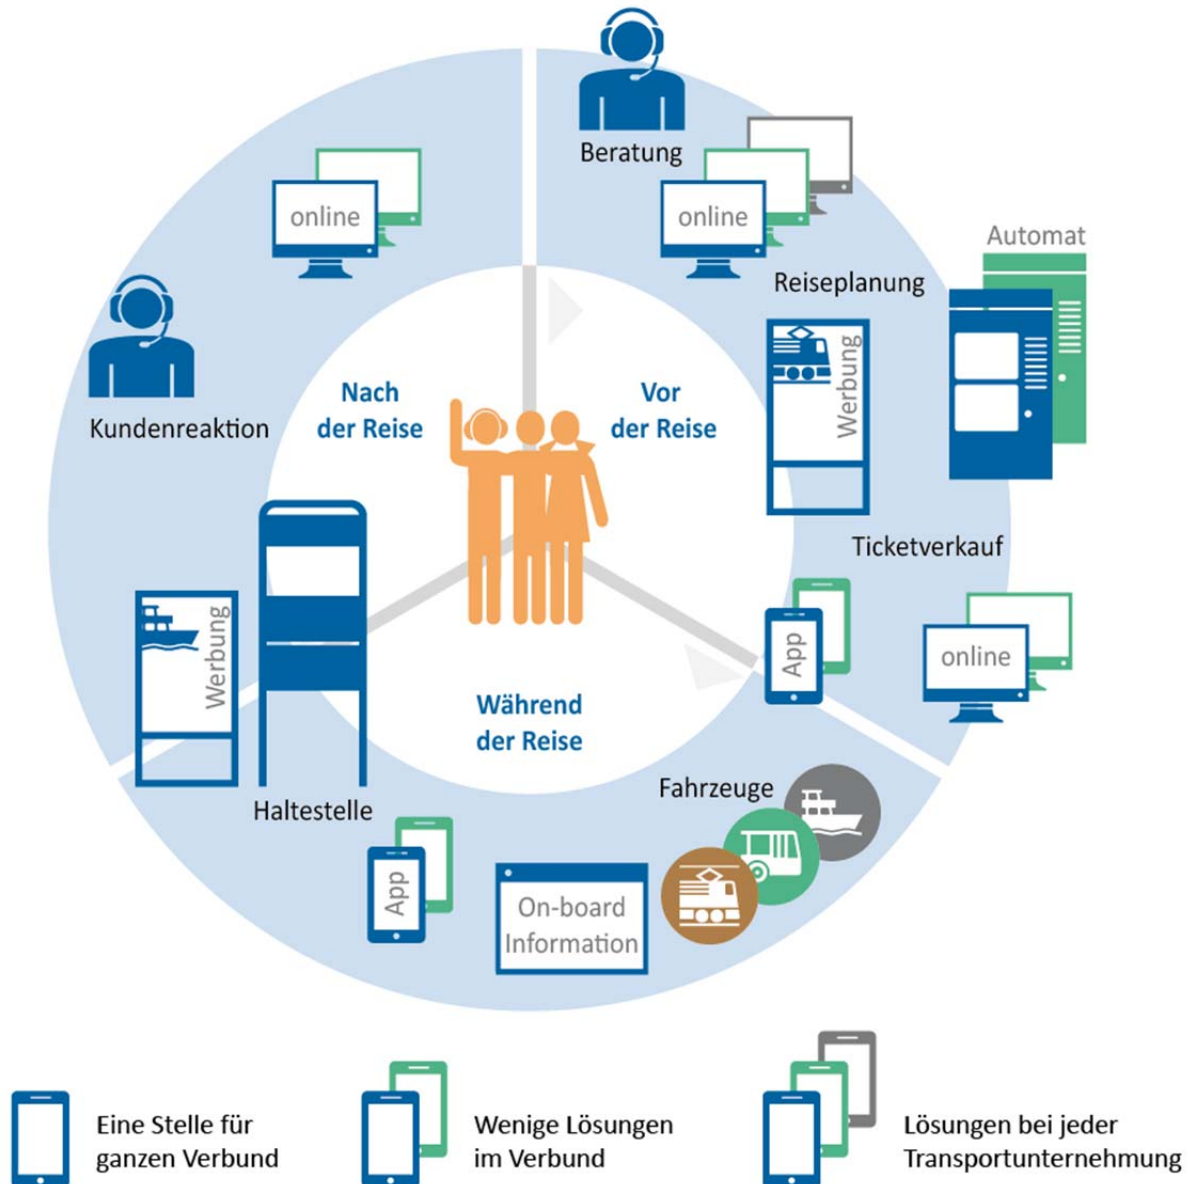 Beratung
online
online
Automat
Reiseplanung
Werbung
Kundenreaktion
Nach
der Reise
Vor
der Reise
Ticketverkauf
Werbung
App
online
Während
der Reise
Fahrzeuge
Haltestelle
App
On-board
Information
Eine Stelle für
ganzen Verbund
Wenige Lösungen
im Verbund
Lösungen bei jeder
Transportunternehmung